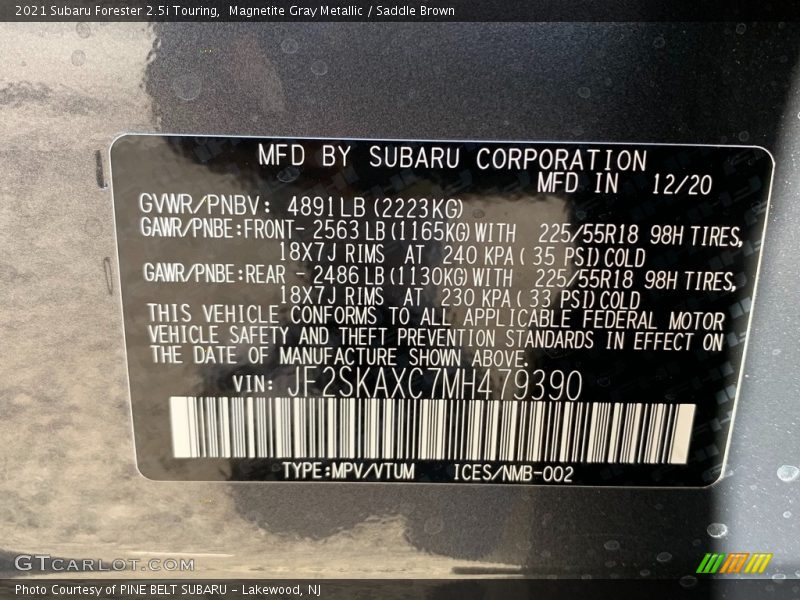 2021 Subaru Forester 2.5i Touring,  Magnetite Gray Metallic / Saddle Brown
MFD BY SUBARU CORPORATION
MFD IN 12/20
GVWR/PNBV: 4891LB(2223KG)
GAWR/PNBE:FRONT- 2563LB(1165KG)WITH 225/55R18 98H TIRES,
18X7J RIMS AT 240 KPA( 35 PSI)COLD
GAWR/PNBE:REAR - 2486LB(1130KG)WITH 225/55R18 98H TIRES,
18X7J RIMS AT 230 KPA( 33 PSI)COLD
THIS VEHICLE CONFORMS TO ALL APPLICABLE FEDERAL MOTOR
VEHICLE SAFETY AND THEFT PREVENTION STANDARDS IN EFFECT ON
THE DATE OF MANUFACTURE SHOWN ABOVE.
VIN: JF2SKAXC7MH479390
TYPE:MPV/VTUM ICES/NMB-002
GTCARLOT.COM
Photo Courtesy of PINE BELT SUBARU - Lakewood, NJ